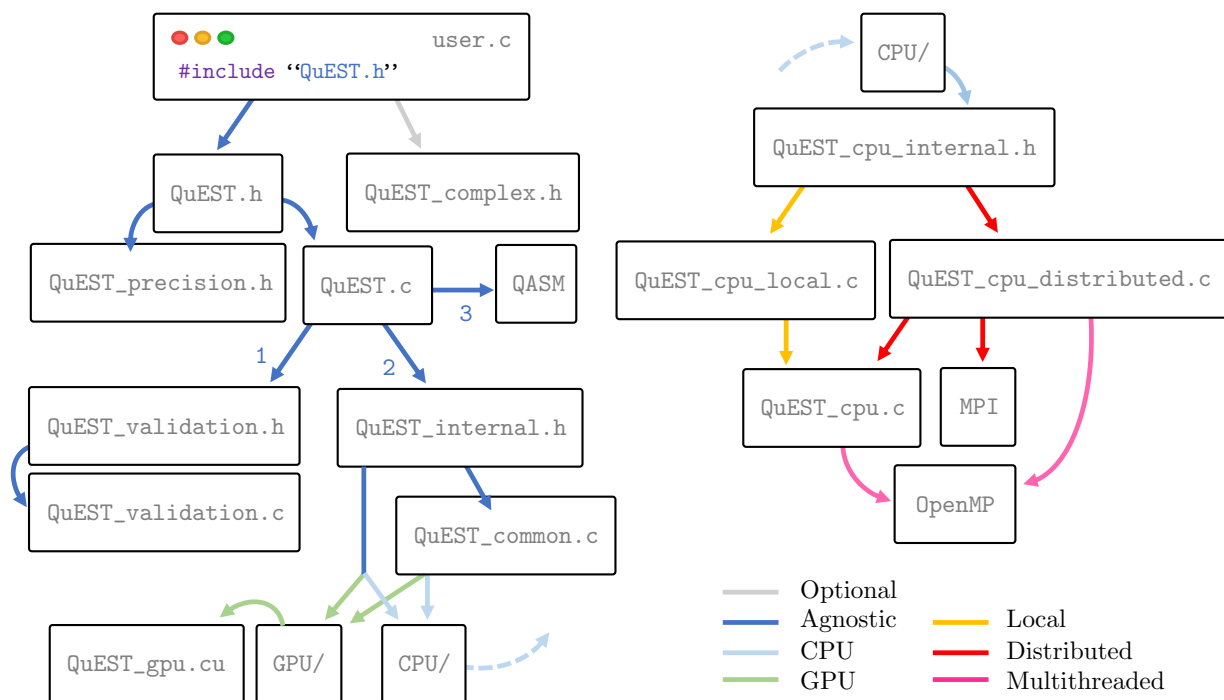 user.c
#include “QuEST.h”
QuEST.h
QuEST_complex.h
QuEST_precision.h
QuEST.c
3
QASM
1
2
QuEST_validation.h
QuEST_internal.h
QuEST_validation.c
QuEST_common.c
QuEST_gpu.cu
GPU/
CPU/
CPU/
QuEST_cpu_internal.h
QuEST_cpu_local.c
QuEST_cpu_distributed.c
QuEST_cpu.c
MPI
OpenMP
Optional
Agnostic
CPU
GPU
Local
Distributed
Multithreaded